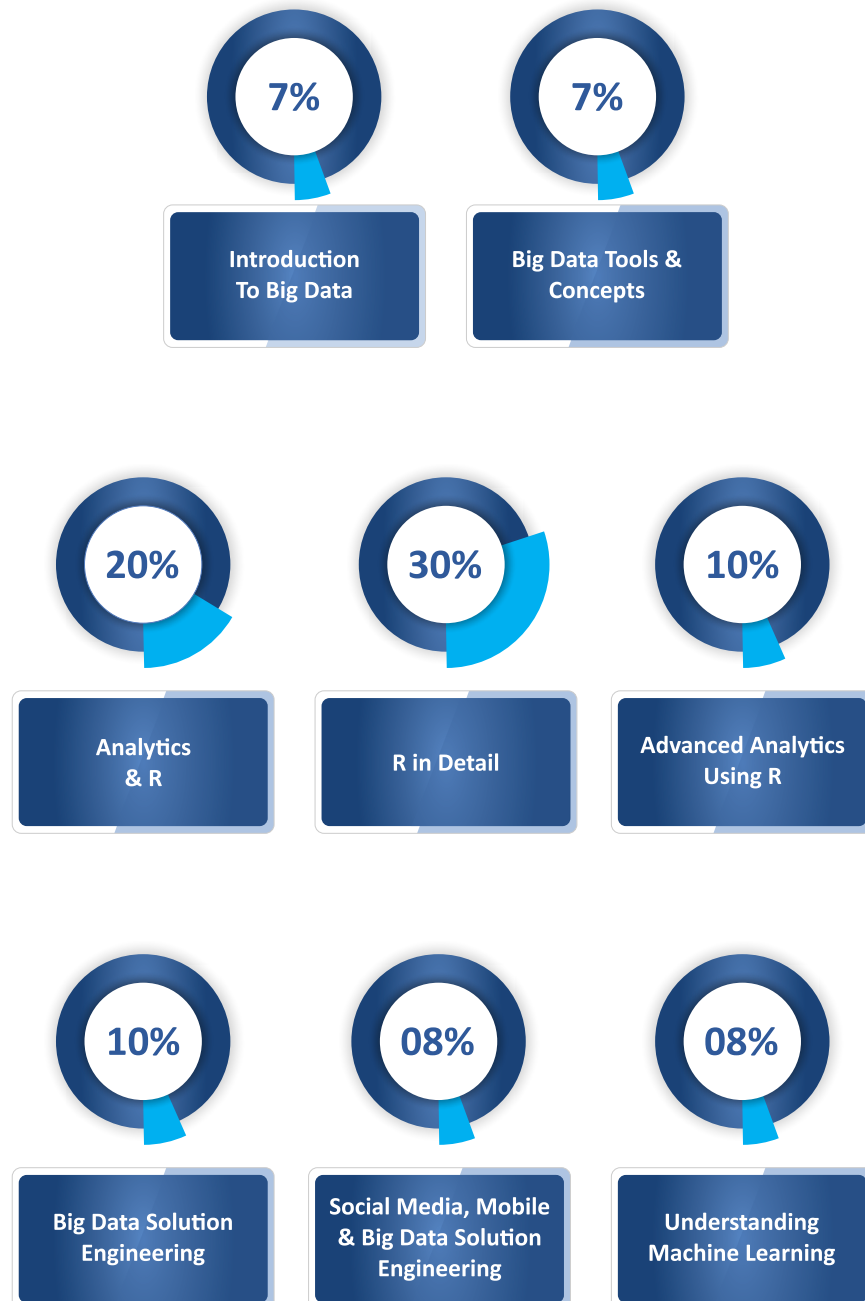 7%
7%
Introduction
To Big Data
Big Data Tools &
Concepts
20%
30%
10%
Analytics
& R
R in Detail
Advanced Analytics
Using R
10%
08%
08%
Big Data Solution
Engineering
Social Media, Mobile
& Big Data Solution
Engineering
Understanding
Machine Learning